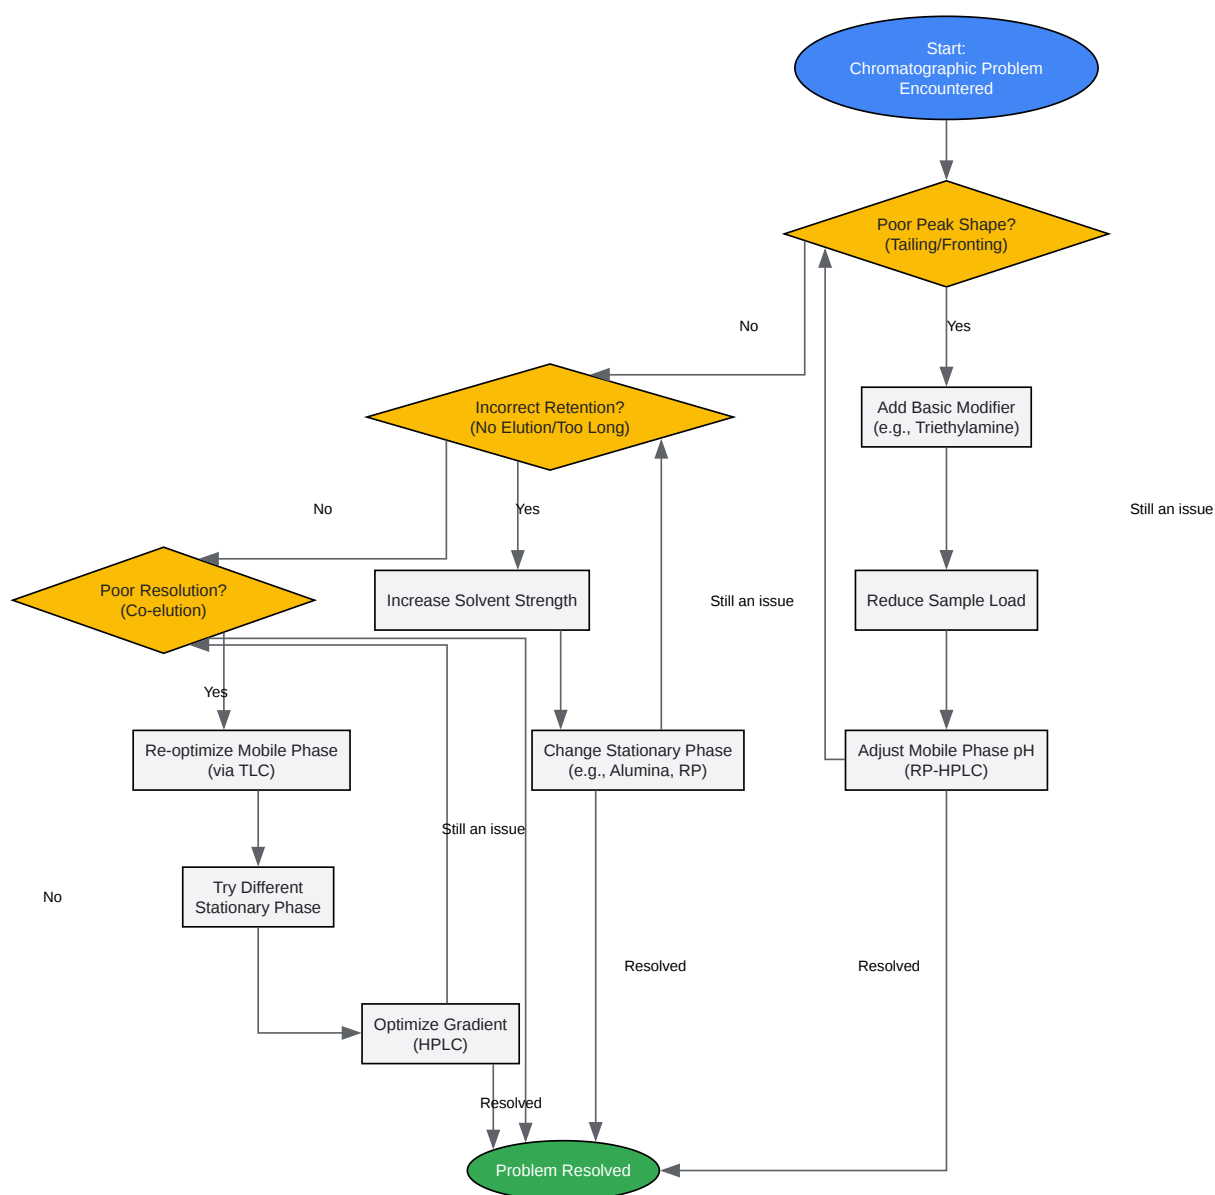 Start:
Chromatographic Problem
Encountered
Poor Peak Shape?
(Tailing/Fronting)
No
Yes
Incorrect Retention?
(No Elution/Too Long)
Add Basic Modifier
(e.g., Triethylamine)
No
Yes
Still an issue
Poor Resolution?
(Co-elution)
Increase Solvent Strength
Still an issue
Reduce Sample Load
Yes
Re-optimize Mobile Phase
(via TLC)
Change Stationary Phase
(e.g., Alumina, RP)
Adjust Mobile Phase pH
(RP-HPLC)
Still an issue
No
Try Different
Stationary Phase
Resolved
Resolved
Optimize Gradient
(HPLC)
Resolved
Problem Resolved